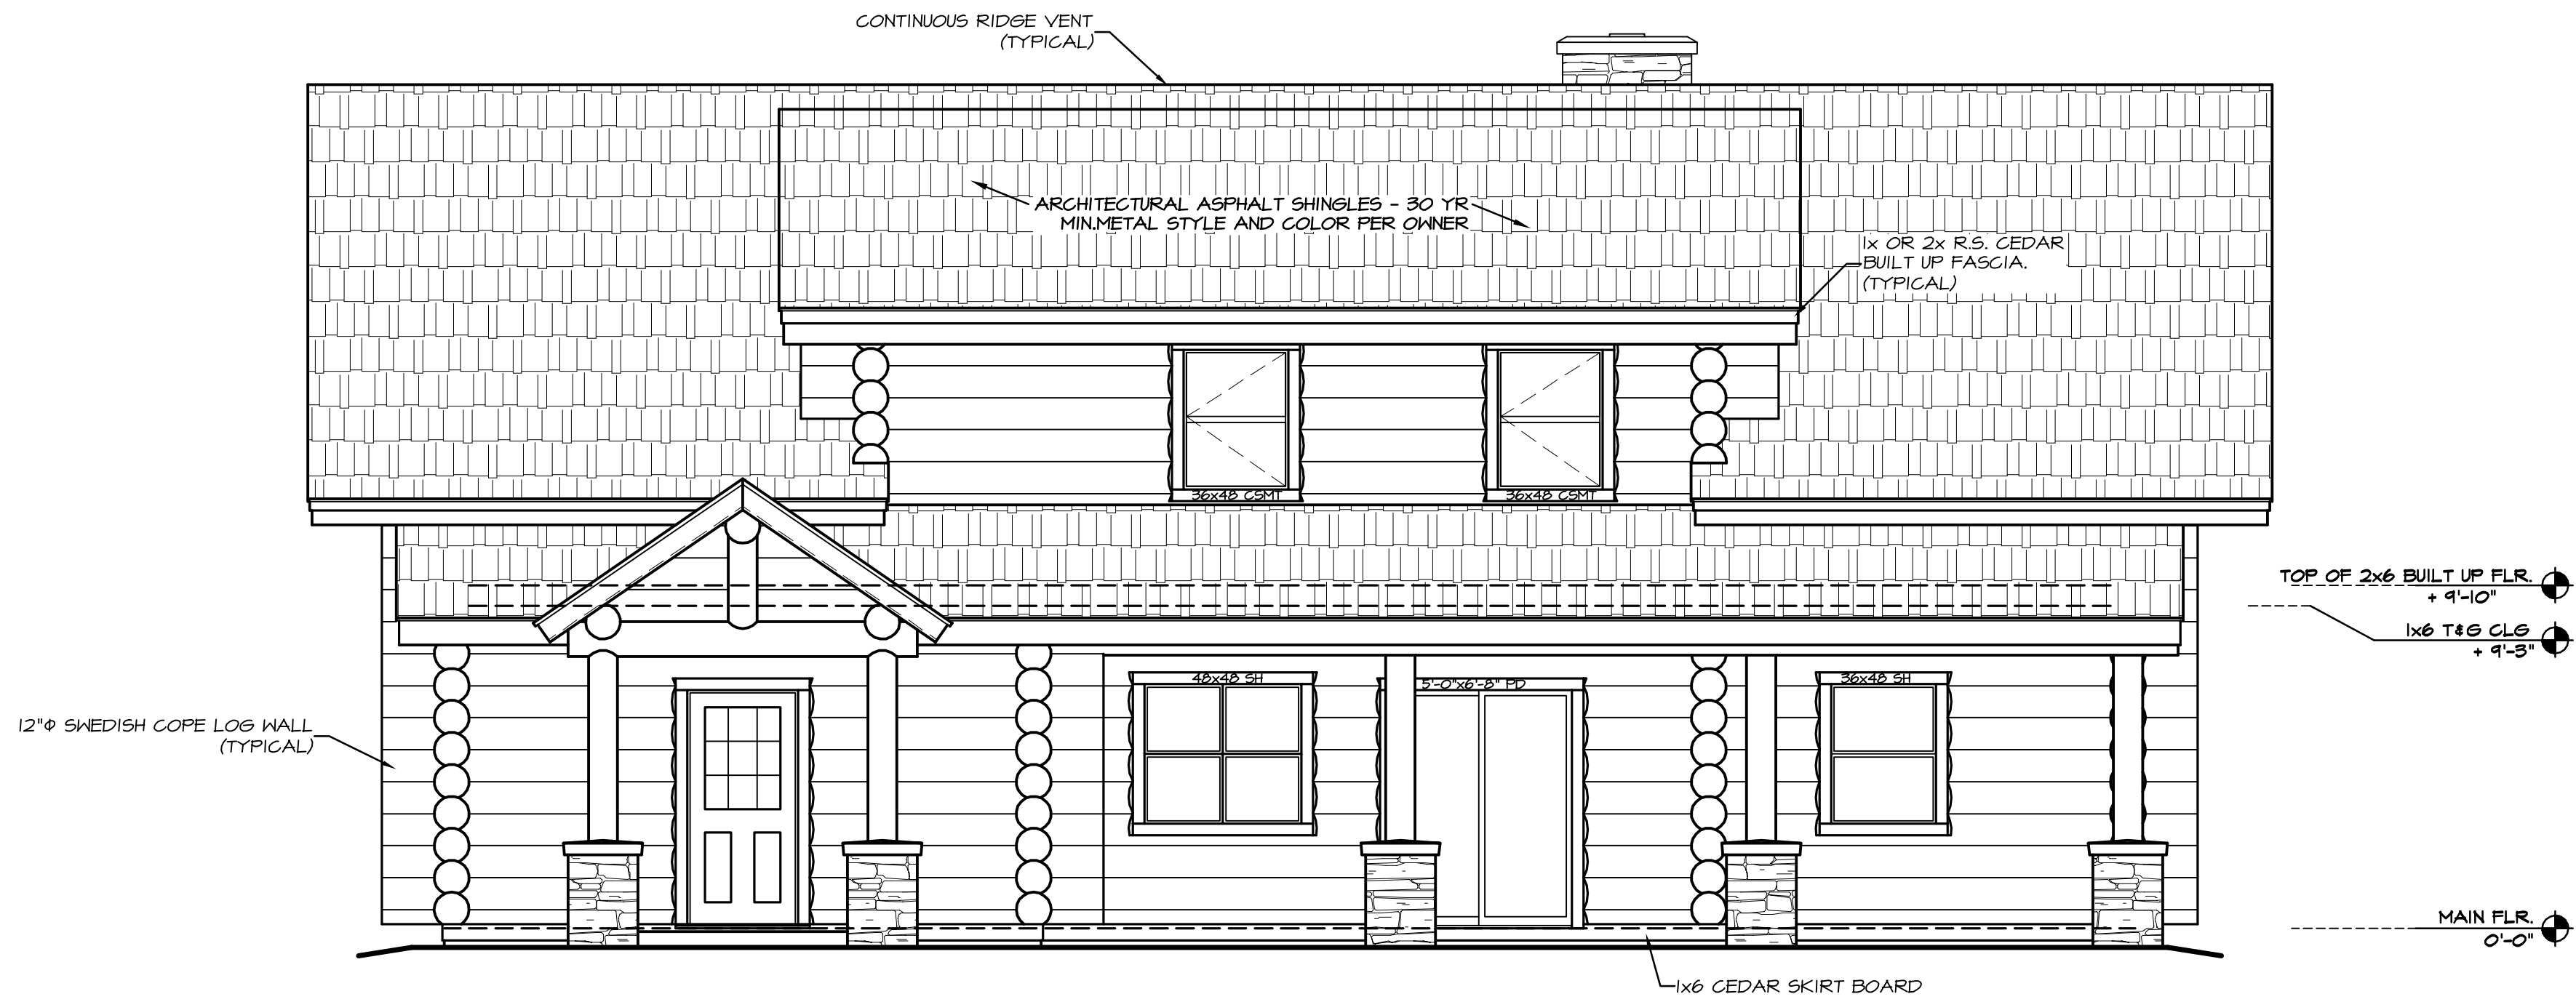 CONTINUOUS RIDGE VENT
(TYPICAL)
ARCHITECTURAL ASPHALT SHINGLES - 30 YR
MIN.METAL STYLE AND COLOR PER OWNER
1x OR 2x R.S. CEDAR
BUILT UP FASCIA.
(TYPICAL)
36x48 CSMT
36x48 CSMT
TOP OF 2x6 BUILT UP FLR.
+ 9'-10"
1x6 T&G CLG
+ 9'-3"
48x48 SH
5'-0"x6'-8" PD
36x48 SH
12"Φ SWEDISH COPE LOG WALL
(TYPICAL)
MAIN FLR.
0'-0"
1x6 CEDAR SKIRT BOARD